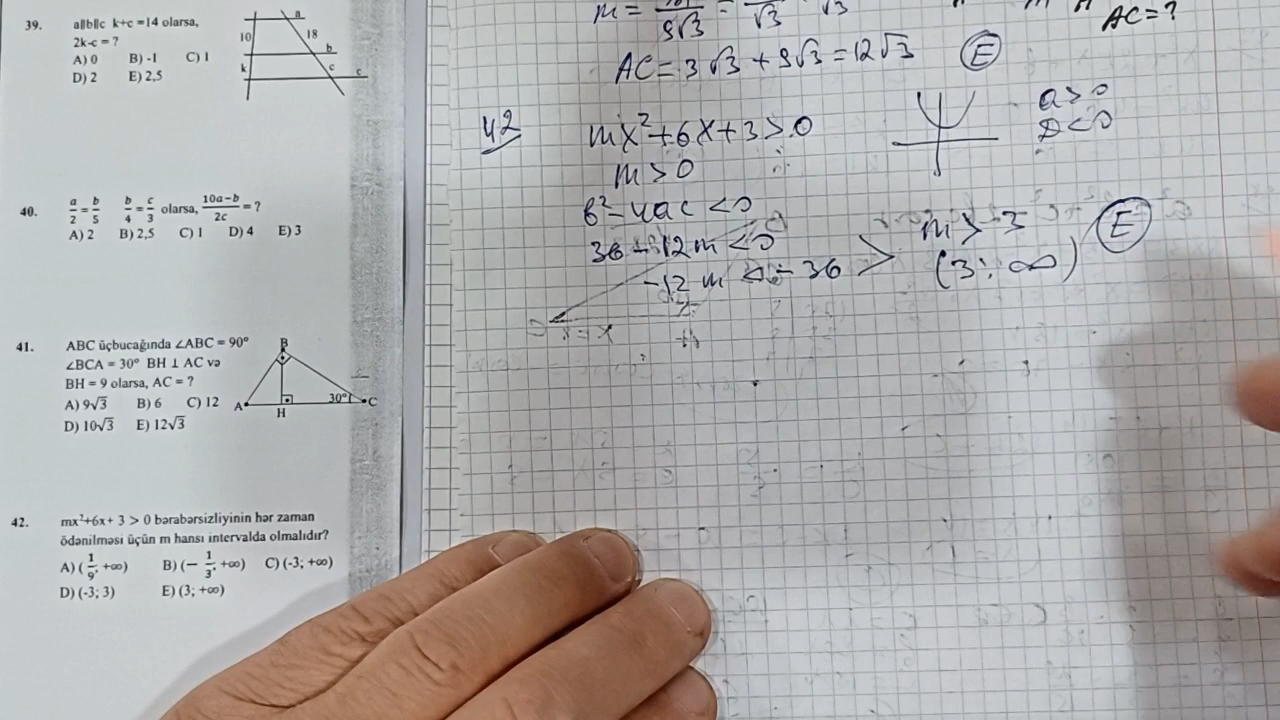 39. a‖b‖c k+c =14 olarsa,
2k-c = ?
A) 0 B) -1 C) 1
D) 2 E) 2,5
10 18 a b c k c
40. a/2 = b/5 b/4 = c/3 olarsa, (10a−b)/2c = ?
A) 2 B) 2,5 C) 1 D) 4 E) 3
41. ABC üçbucağında ∠ABC = 90°
∠BCA = 30° BH ⊥ AC və
BH = 9 olarsa, AC = ?
A) 9√3 B) 6 C) 12
D) 10√3 E) 12√3
B A H 30° C
42. mx²+6x+ 3 > 0 bərabərsizliyinin hər zaman
ödənilməsi üçün m hansı intervalda olmalıdır?
A) (1/9; +∞) B) (− 1/3; +∞) C) (-3; +∞)
D) (-3; 3) E) (3; +∞)
AC = ?
AC = 3√3 + 9√3 = 12√3 E
42 mx²+6x+3>0
a>0
D<0
m>0
b²-4ac<0
36-12m<0
-12m<-36
m>3
(3; ∞) E